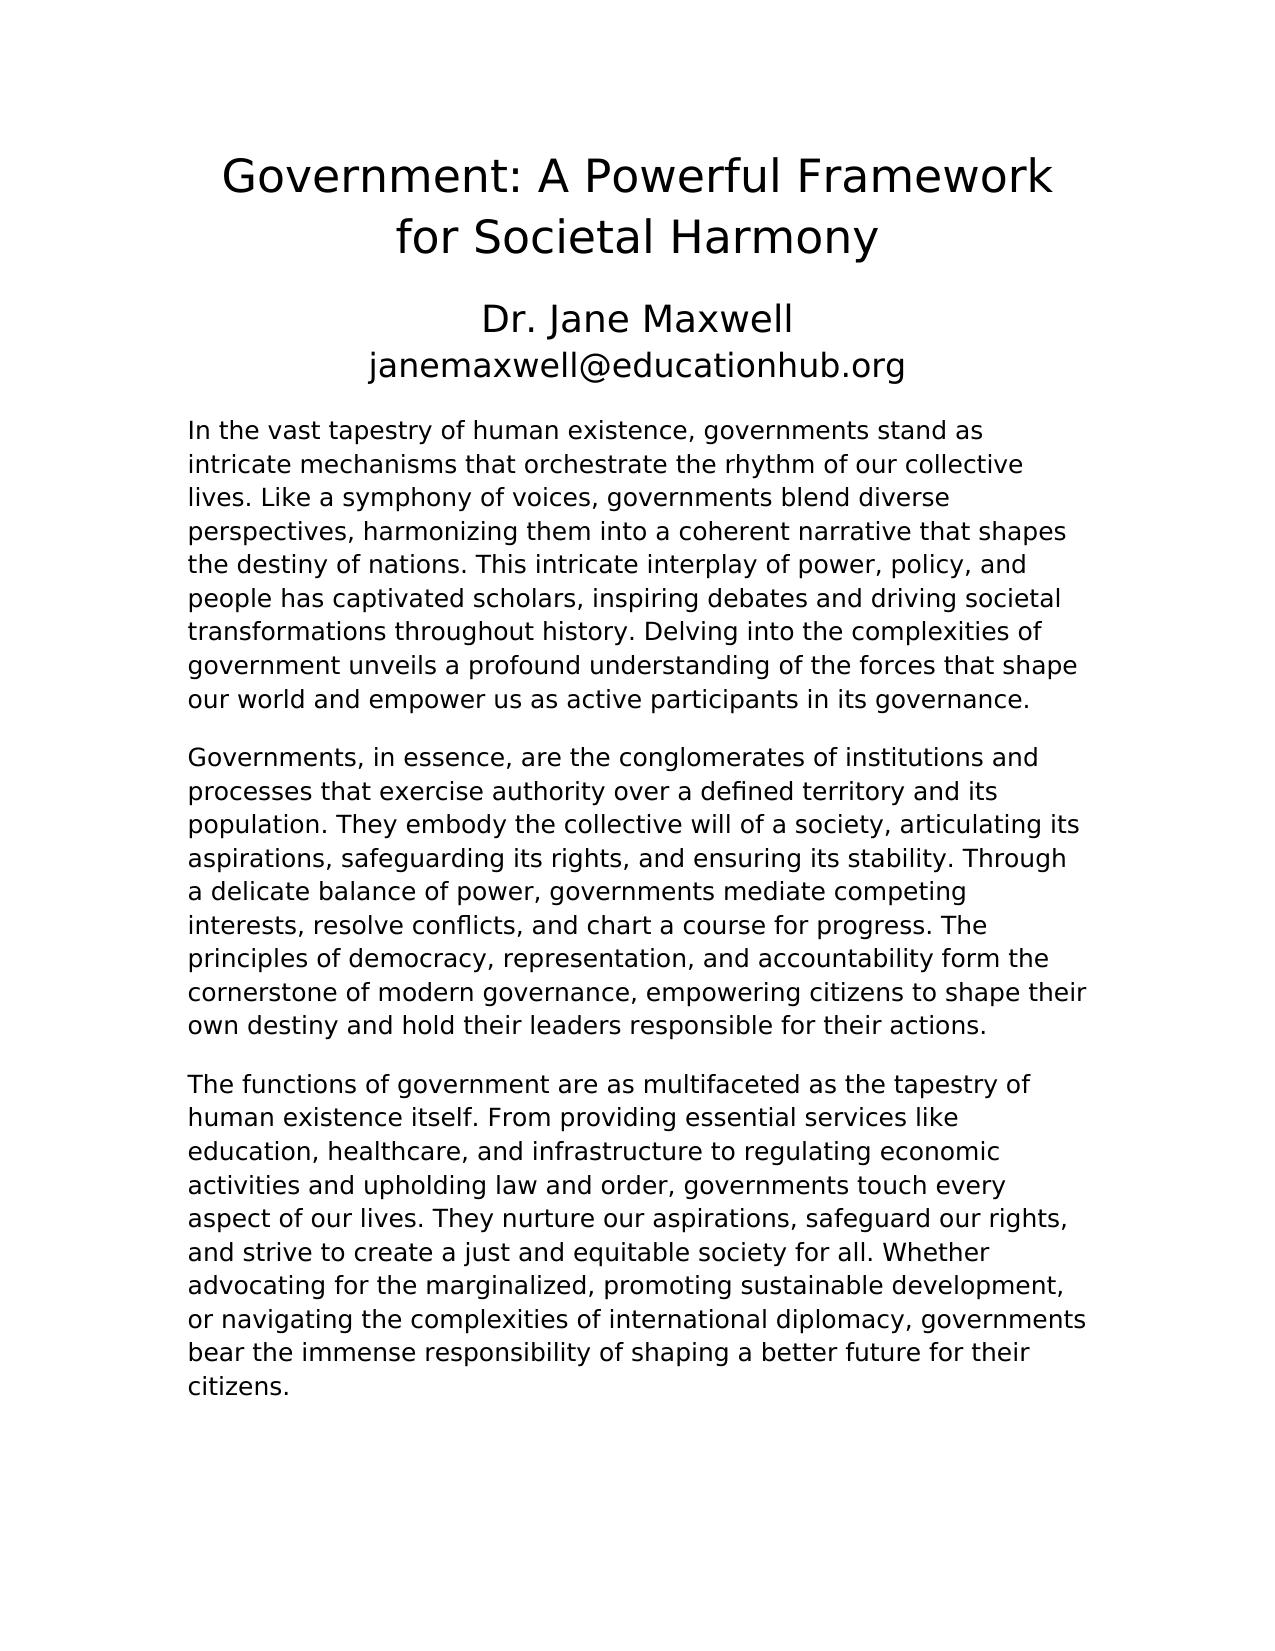 Government: A Powerful Framework
for Societal Harmony
Dr. Jane Maxwell
janemaxwell@educationhub.org
In the vast tapestry of human existence, governments stand as
intricate mechanisms that orchestrate the rhythm of our collective
lives. Like a symphony of voices, governments blend diverse
perspectives, harmonizing them into a coherent narrative that shapes
the destiny of nations. This intricate interplay of power, policy, and
people has captivated scholars, inspiring debates and driving societal
transformations throughout history. Delving into the complexities of
government unveils a profound understanding of the forces that shape
our world and empower us as active participants in its governance.
Governments, in essence, are the conglomerates of institutions and
processes that exercise authority over a defined territory and its
population. They embody the collective will of a society, articulating its
aspirations, safeguarding its rights, and ensuring its stability. Through
a delicate balance of power, governments mediate competing
interests, resolve conflicts, and chart a course for progress. The
principles of democracy, representation, and accountability form the
cornerstone of modern governance, empowering citizens to shape their
own destiny and hold their leaders responsible for their actions.
The functions of government are as multifaceted as the tapestry of
human existence itself. From providing essential services like
education, healthcare, and infrastructure to regulating economic
activities and upholding law and order, governments touch every
aspect of our lives. They nurture our aspirations, safeguard our rights,
and strive to create a just and equitable society for all. Whether
advocating for the marginalized, promoting sustainable development,
or navigating the complexities of international diplomacy, governments
bear the immense responsibility of shaping a better future for their
citizens.